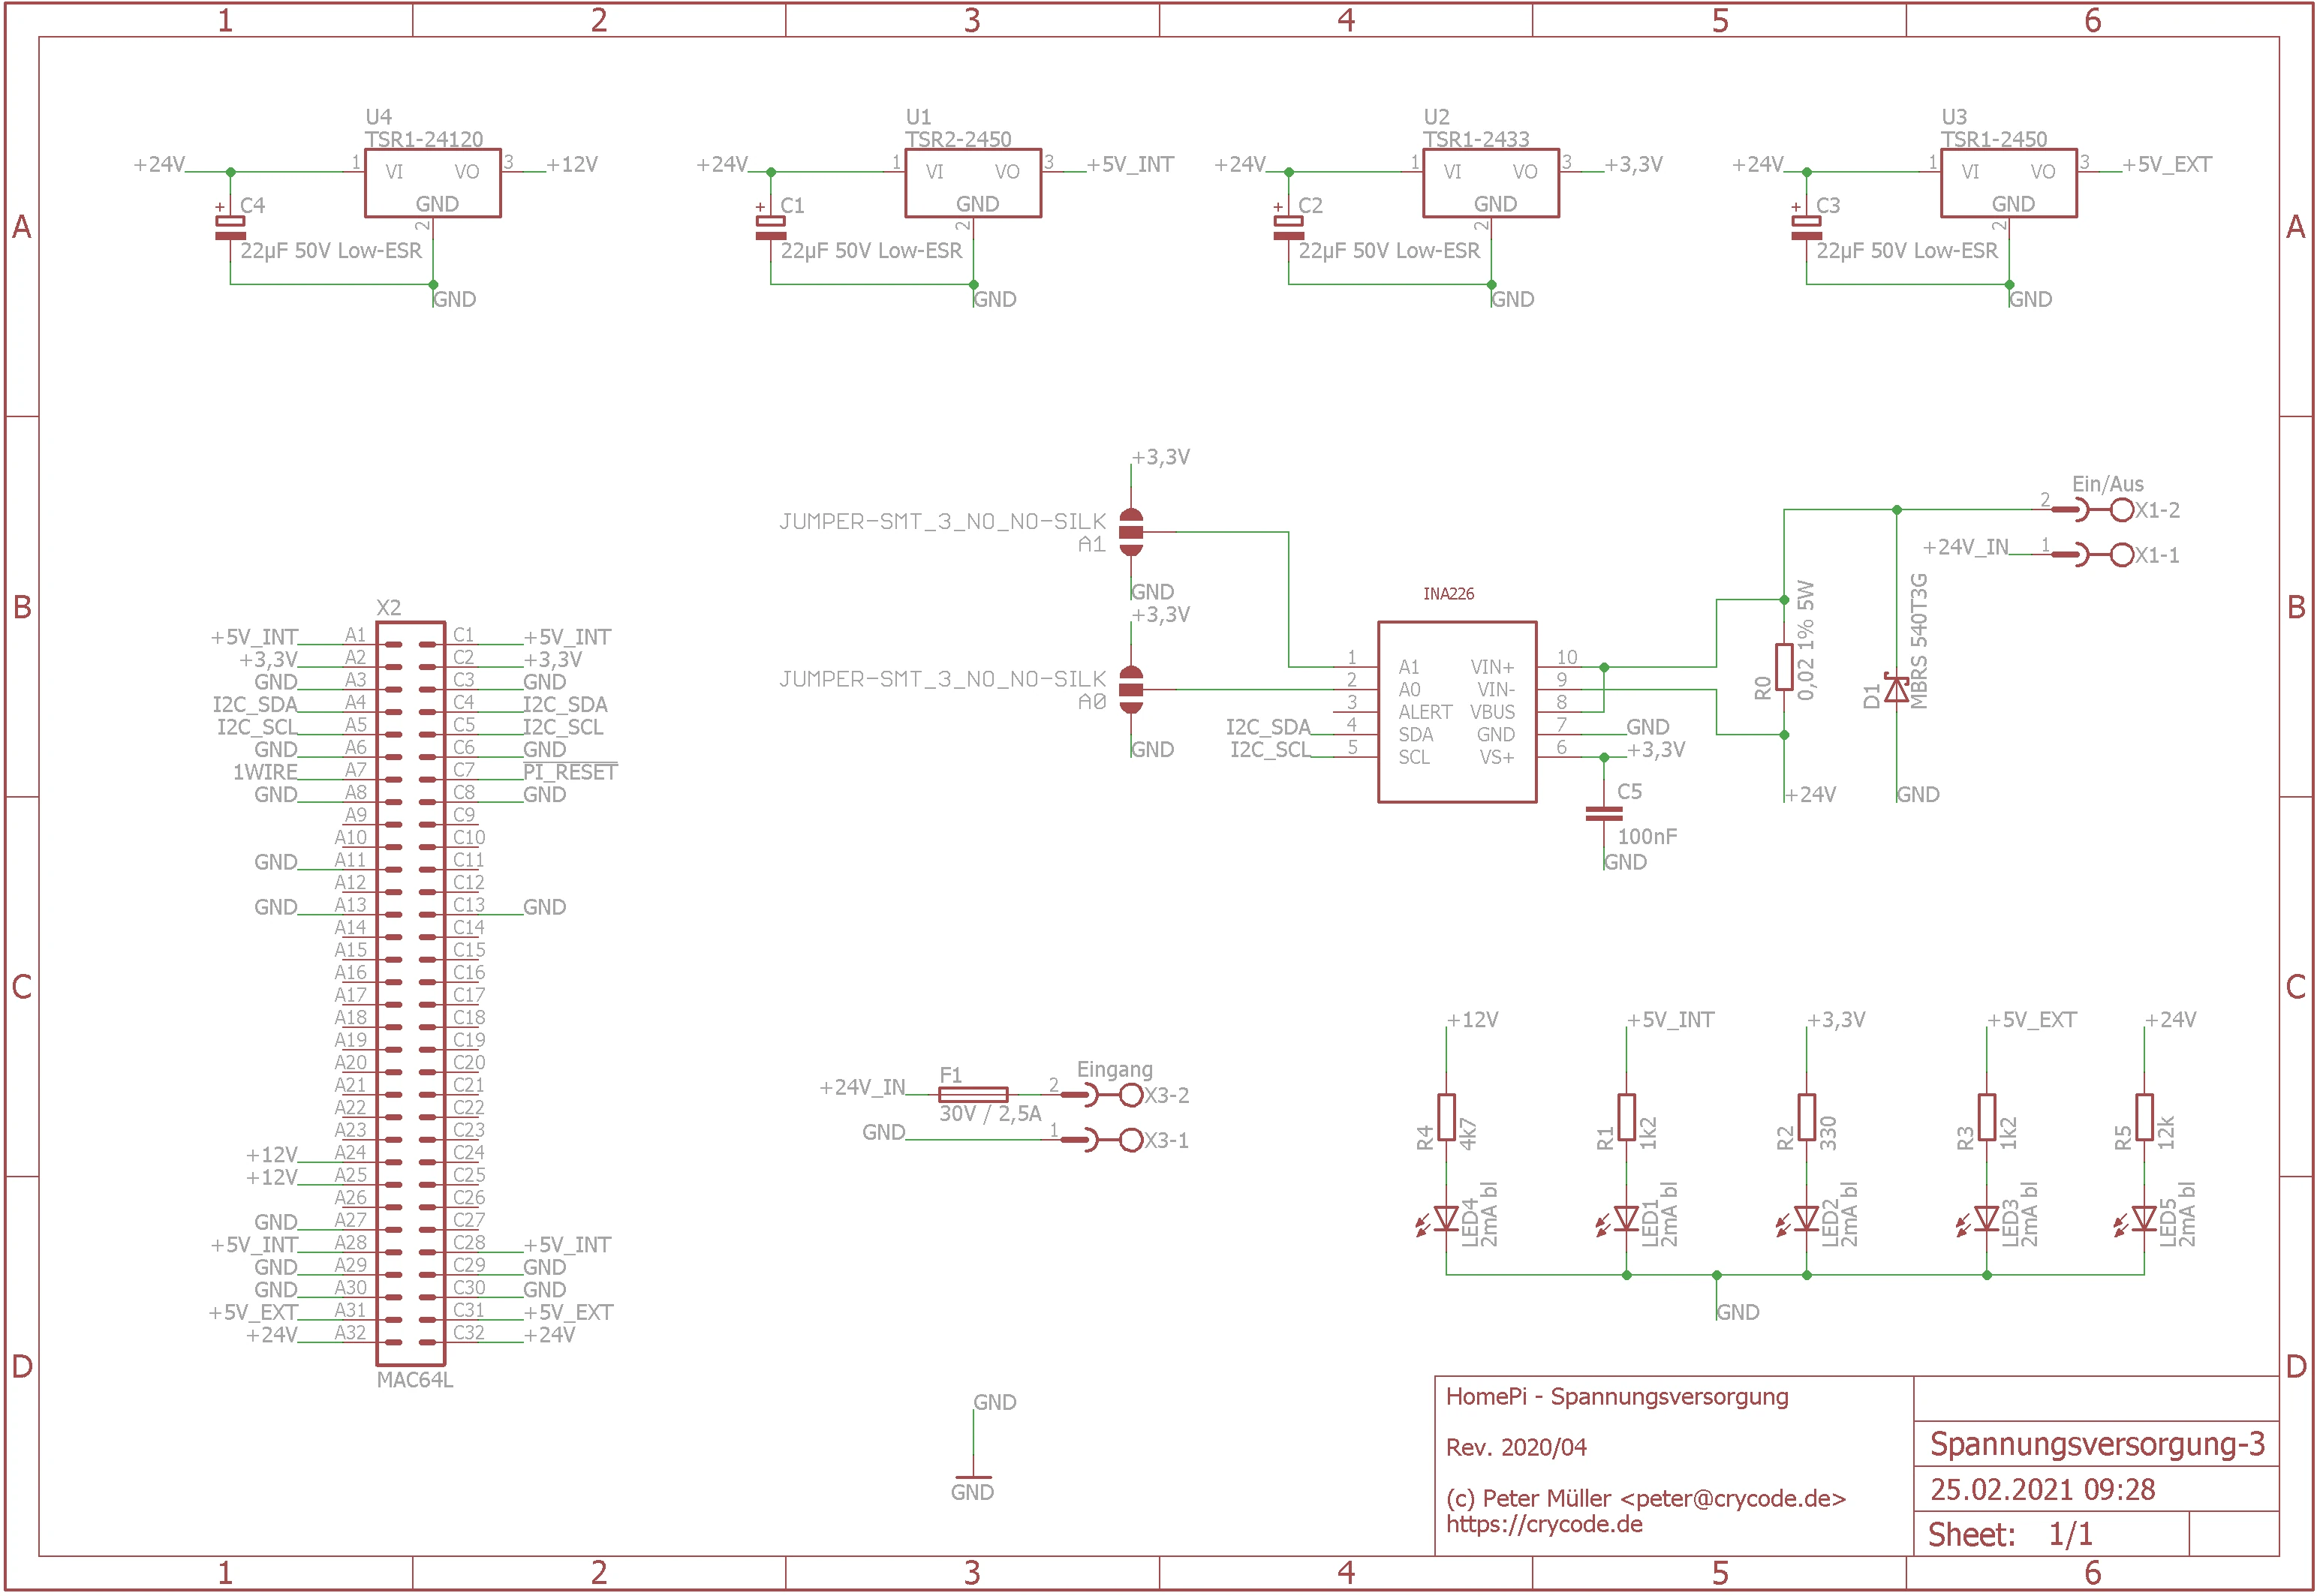 1 2 3 4 5 6
A A
B B
C C
D D
U4
TSR1-24120
+24V 1 VI VO 3 +12V
GND
2
+ C4
22µF 50V Low-ESR
GND
U1
TSR2-2450
+24V 1 VI VO 3 +5V_INT
GND
2
+ C1
22µF 50V Low-ESR
GND
U2
TSR1-2433
+24V 1 VI VO 3 +3,3V
GND
2
+ C2
22µF 50V Low-ESR
GND
U3
TSR1-2450
+24V 1 VI VO 3 +5V_EXT
GND
2
+ C3
22µF 50V Low-ESR
GND
X2
+5V_INT A1 C1 +5V_INT
+3,3V A2 C2 +3,3V
GND A3 C3 GND
I2C_SDA A4 C4 I2C_SDA
I2C_SCL A5 C5 I2C_SCL
GND A6 C6 GND
1WIRE A7 C7 PI_RESET
GND A8 C8 GND
A9 C9
A10 C10
GND A11 C11
A12 C12
GND A13 C13 GND
A14 C14
A15 C15
A16 C16
A17 C17
A18 C18
A19 C19
A20 C20
A21 C21
A22 C22
A23 C23
+12V A24 C24
+12V A25 C25
A26 C26
GND A27 C27
+5V_INT A28 C28 +5V_INT
GND A29 C29 GND
GND A30 C30 GND
+5V_EXT A31 C31 +5V_EXT
+24V A32 C32 +24V
MAC64L
+3,3V
JUMPER-SMT_3_NO_NO-SILK
A1
GND
+3,3V
JUMPER-SMT_3_NO_NO-SILK
A0
GND
INA226
1 A1 VIN+ 10
2 A0 VIN- 9
3 ALERT VBUS 8
I2C_SDA 4 SDA GND 7 GND
I2C_SCL 5 SCL VS+ 6 +3,3V
C5
100nF
GND
R0
0,02 1% 5W
+24V
D1
MBRS 540T3G
GND
Ein/Aus
2 X1-2
+24V_IN 1 X1-1
Eingang
+24V_IN F1 2 X3-2
30V / 2,5A
GND 1 X3-1
GND
GND
+12V +5V_INT +3,3V +5V_EXT +24V
R4 4k7 R1 1k2 R2 330 R3 1k2 R5 12k
LED4 2mA bl LED1 2mA bl LED2 2mA bl LED3 2mA bl LED5 2mA bl
GND
HomePi - Spannungsversorgung
Rev. 2020/04
(c) Peter Müller <peter@crycode.de>
https://crycode.de
Spannungsversorgung-3
25.02.2021 09:28
Sheet: 1/1
1 2 3 4 5 6